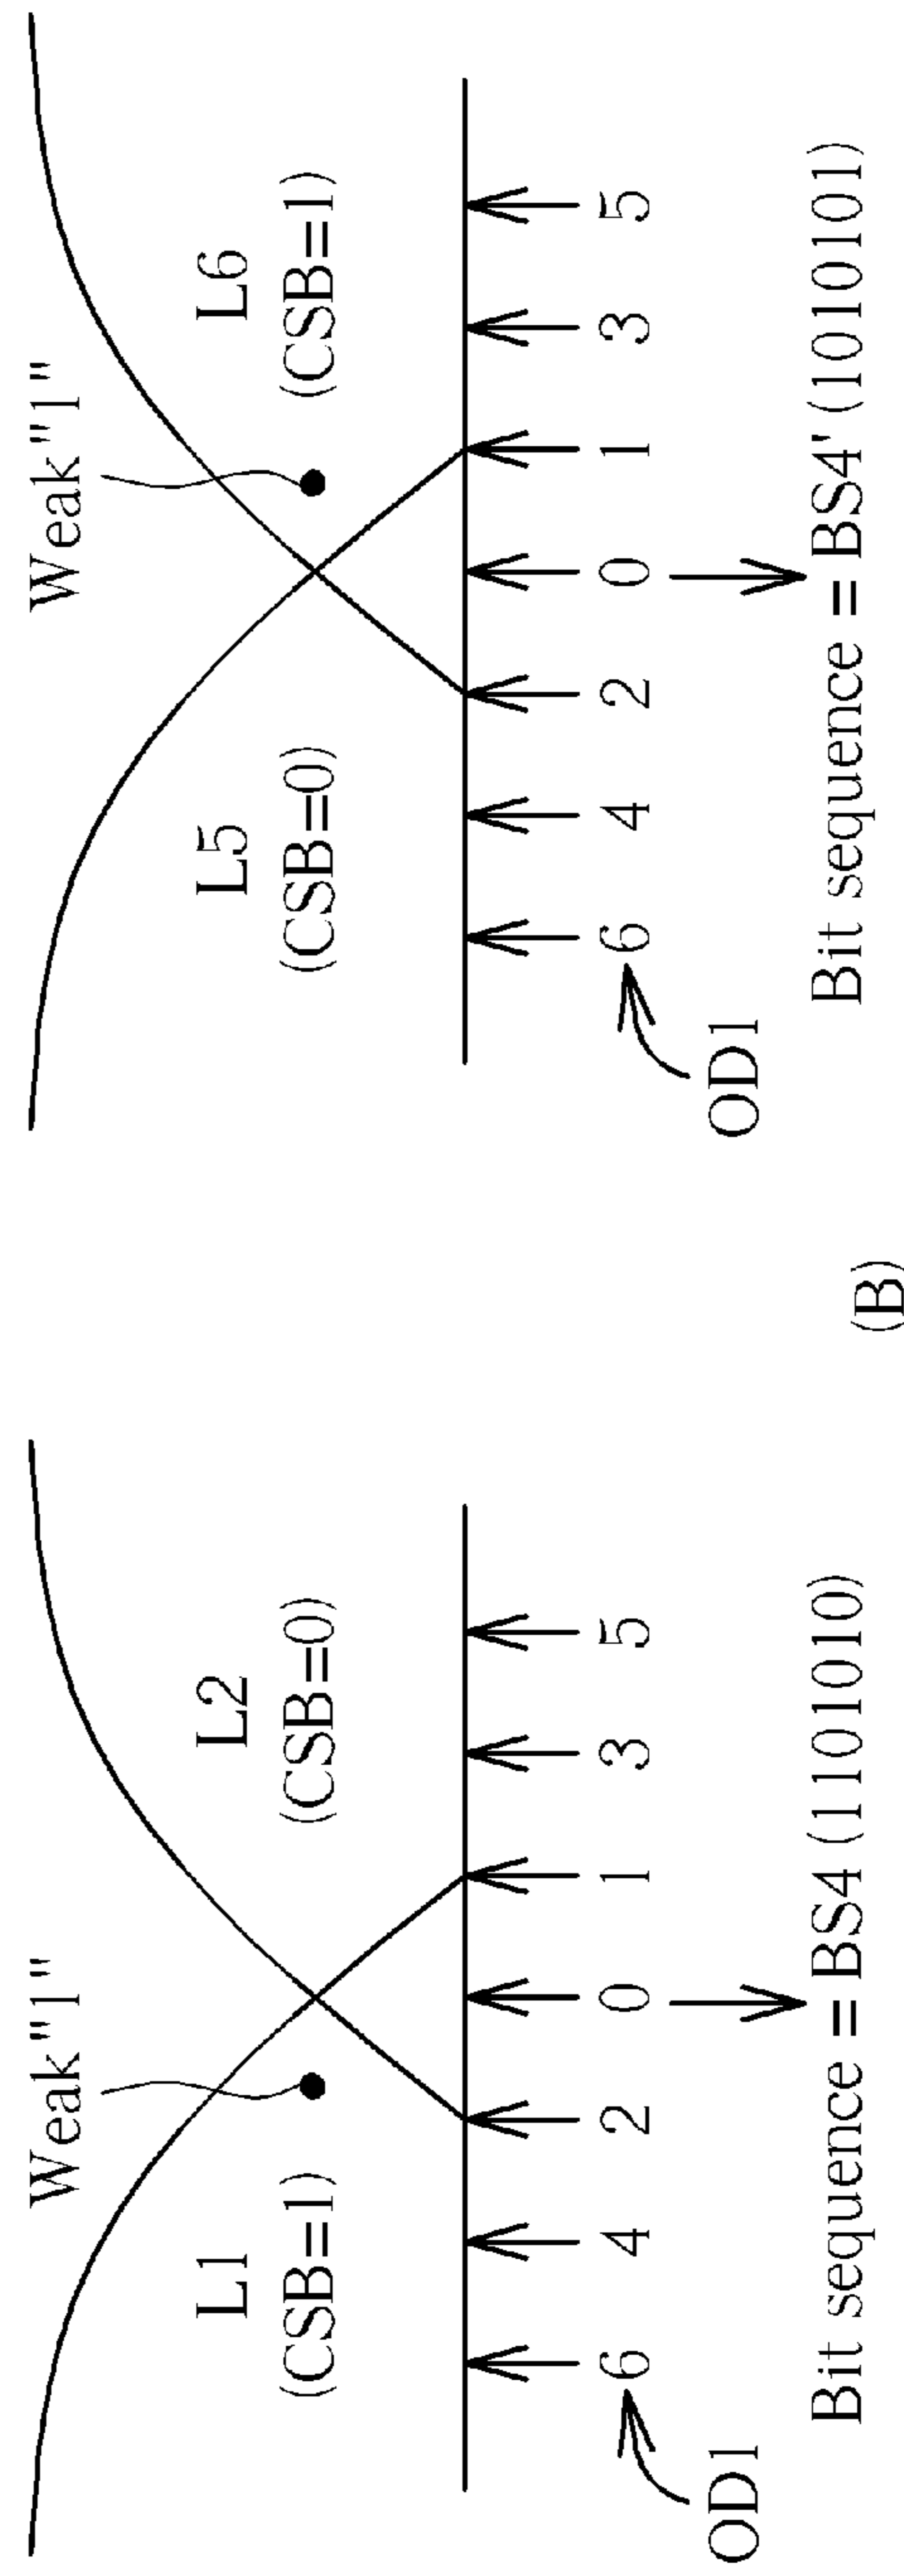 Weak"1"
L1
(CSB=1)
L2
(CSB=0)
6 4 2 0 1 3 5
OD1
Bit sequence = BS4 (1101010)
Weak"1"
L5
(CSB=0)
L6
(CSB=1)
6 4 2 0 1 3 5
OD1
Bit sequence = BS4' (1010101)
(B)